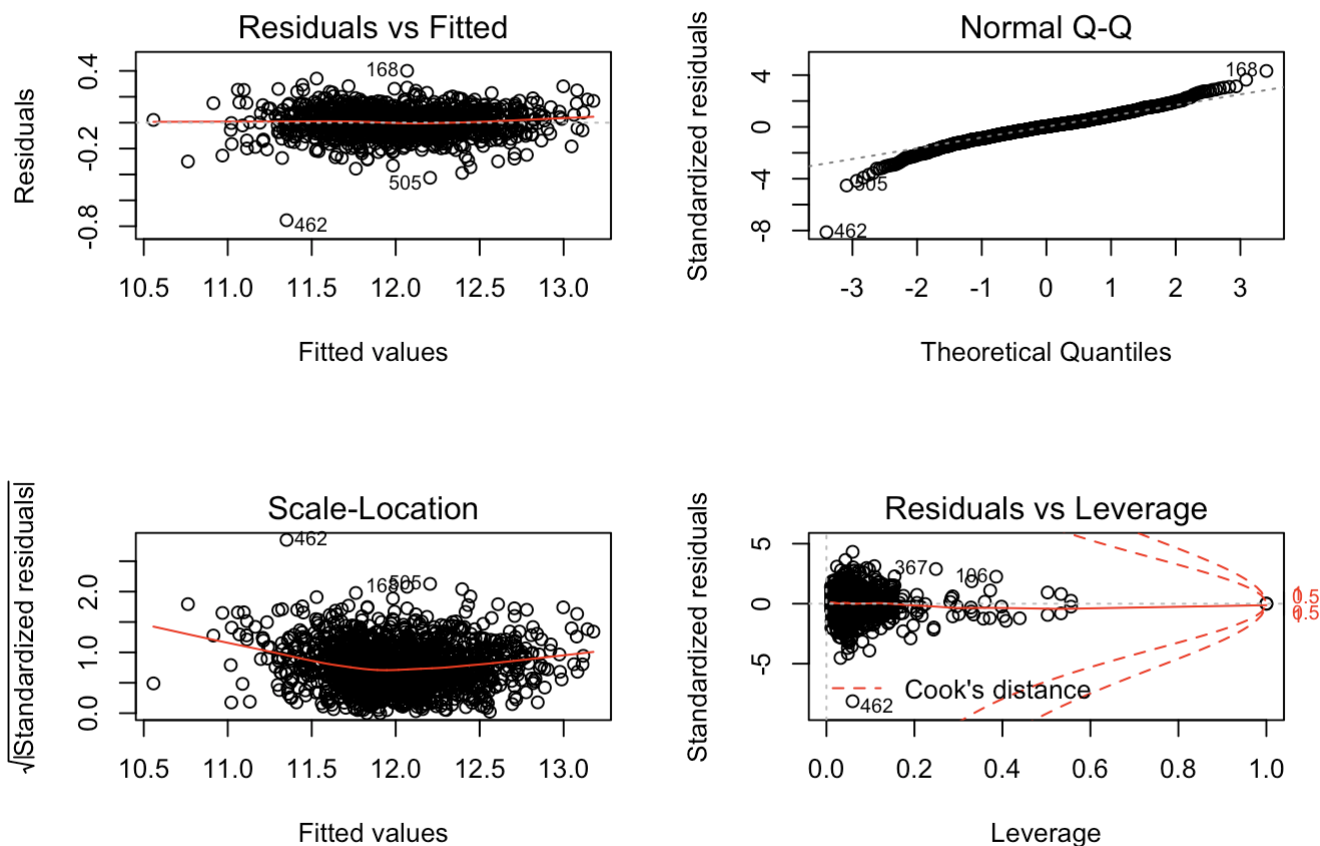 Residuals vs Fitted
Residuals
0.4
-0.2
-0.8
168
505
462
10.5 11.0 11.5 12.0 12.5 13.0
Fitted values
Normal Q-Q
Standardized residuals
4
0
-4
-8
168
505
462
-3 -2 -1 0 1 2 3
Theoretical Quantiles
Scale-Location
√|Standardized residuals|
2.0
1.0
0.0
462
168
505
10.5 11.0 11.5 12.0 12.5 13.0
Fitted values
Residuals vs Leverage
Standardized residuals
5
0
-5
367
106
0.5
0.5
Cook's distance
462
0.0 0.2 0.4 0.6 0.8 1.0
Leverage